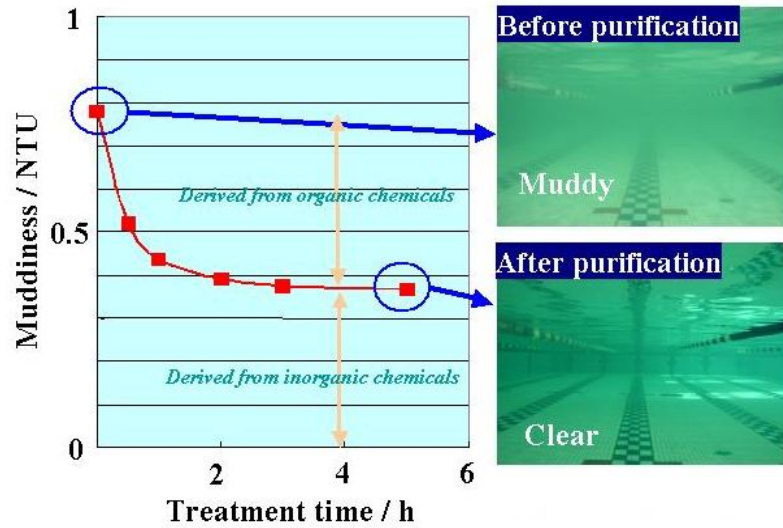 1
0.5
0
2
4
6
Muddiness / NTU
Treatment time / h
Derived from organic chemicals
Derived from inorganic chemicals
Before purification
Muddy
After purification
Clear